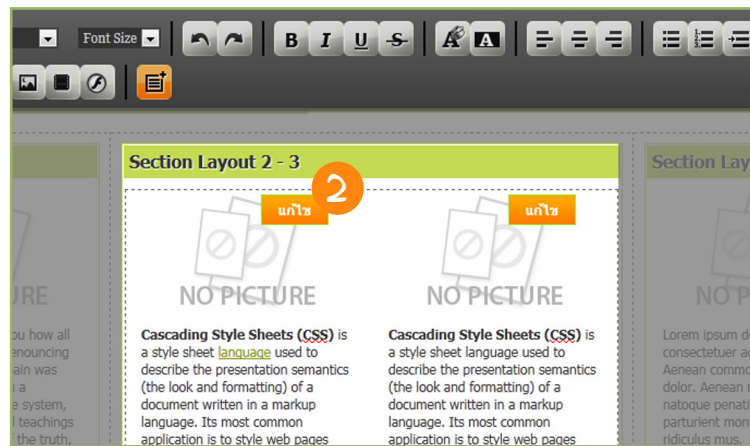 Font Size
B I U S A A
Section Layout 2 - 3
Section Lay
2
แก้ไข
แก้ไข
NO PICTURE
NO PICTURE
Cascading Style Sheets (CSS) is
a style sheet language used to
describe the presentation semantics
(the look and formatting) of a
document written in a markup
language. Its most common
application is to style web pages
Cascading Style Sheets (CSS) is
a style sheet language used to
describe the presentation semantics
(the look and formatting) of a
document written in a markup
language. Its most common
application is to style web pages
URE
ou how all
enouncing
ain was
u a
e system,
l teachings
the truth,
NO P
Lorem ipsum d
consectetuer a
Aenean commo
dolor. Aenean
natoque penati
parturient mon
ridiculus mus.